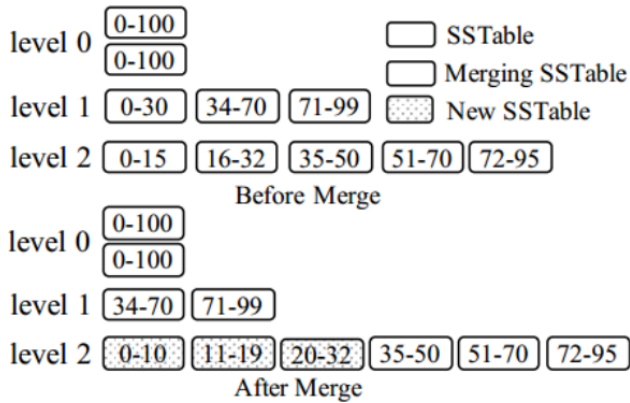 level 0 0-100 SSTable
0-100 Merging SSTable
level 1 0-30 34-70 71-99 New SSTable
level 2 0-15 16-32 35-50 51-70 72-95
Before Merge
level 0 0-100
0-100
level 1 34-70 71-99
level 2 0-10 11-19 20-32 35-50 51-70 72-95
After Merge